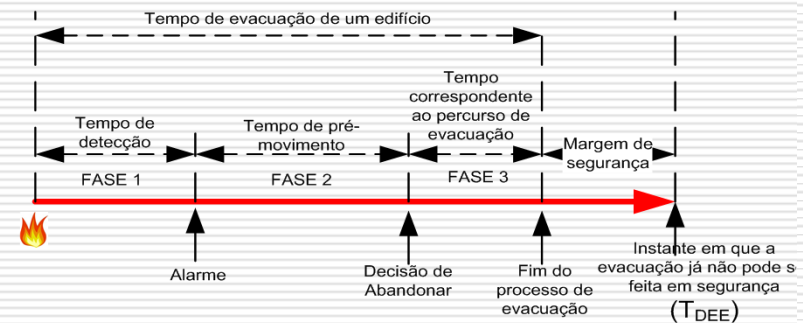 Tempo de evacuação de um edifício
Tempo
correspondente
ao percurso de
evacuação
Tempo de
detecção
Tempo de pré-
movimento
Margem de
segurança
FASE 1
FASE 2
FASE 3
Alarme
Decisão de
Abandonar
Fim do
processo de
evacuação
Instante em que a
evacuação já não pode s
feita em segurança
(TDEE)